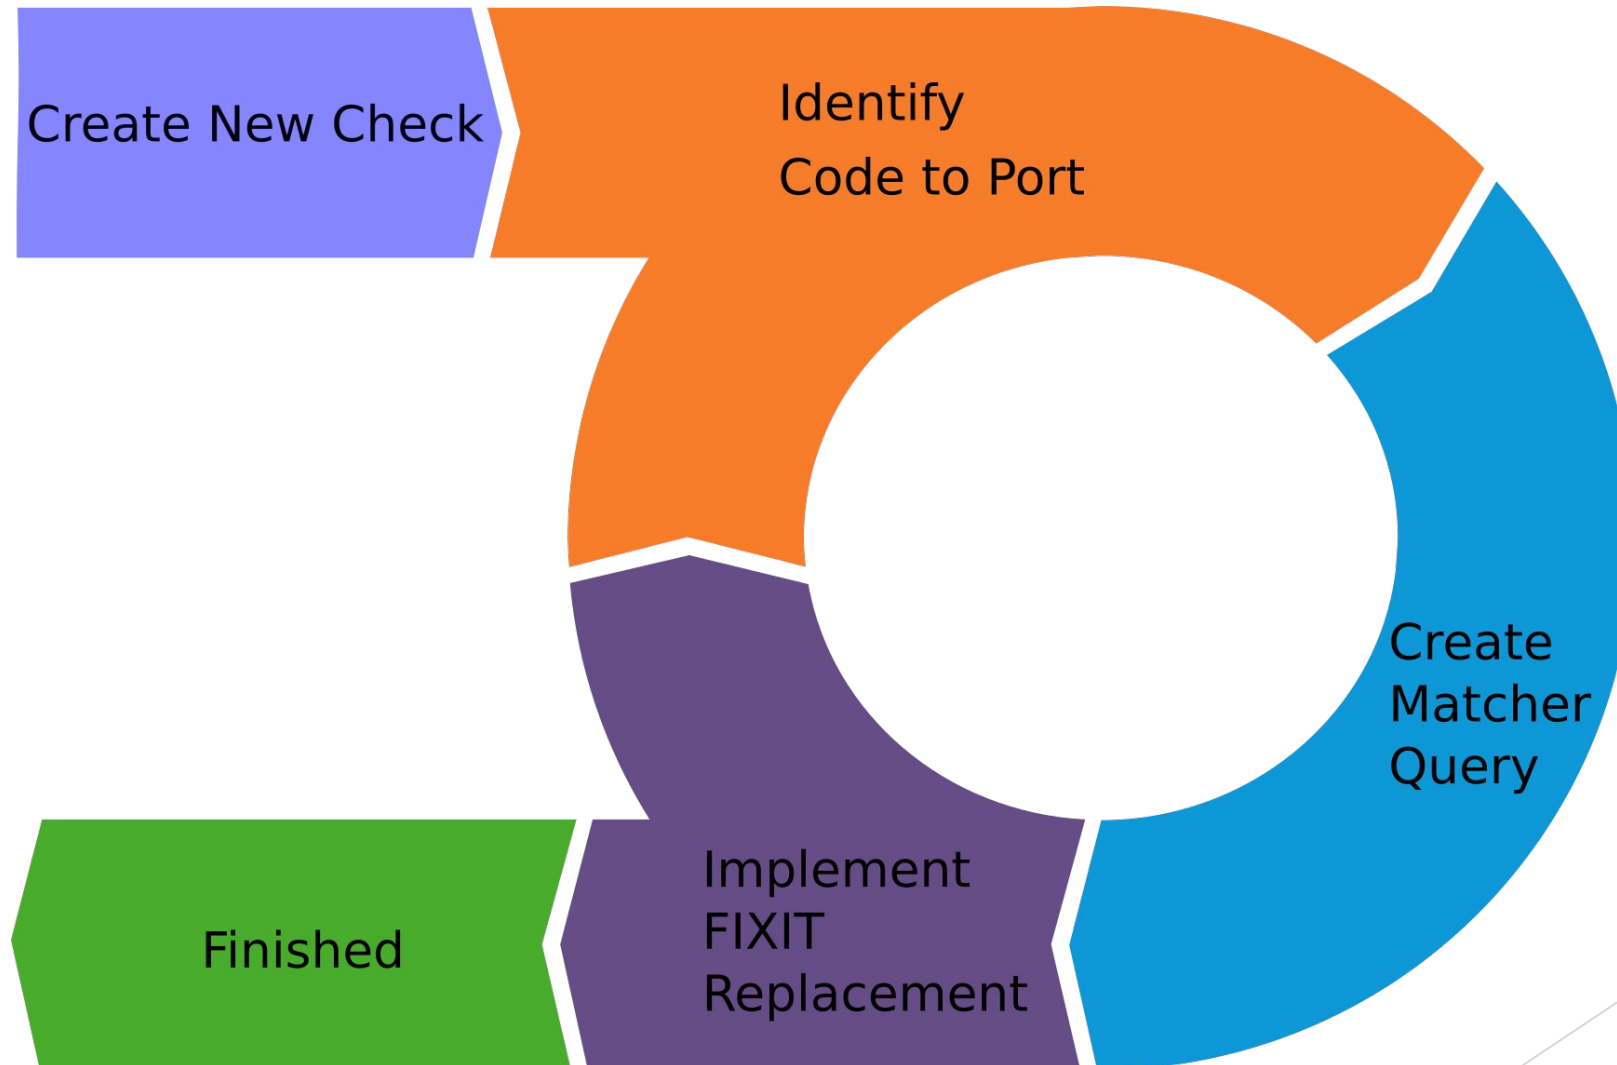 Create New Check
Identify
Code to Port
Create
Matcher
Query
Implement
FIXIT
Replacement
Finished